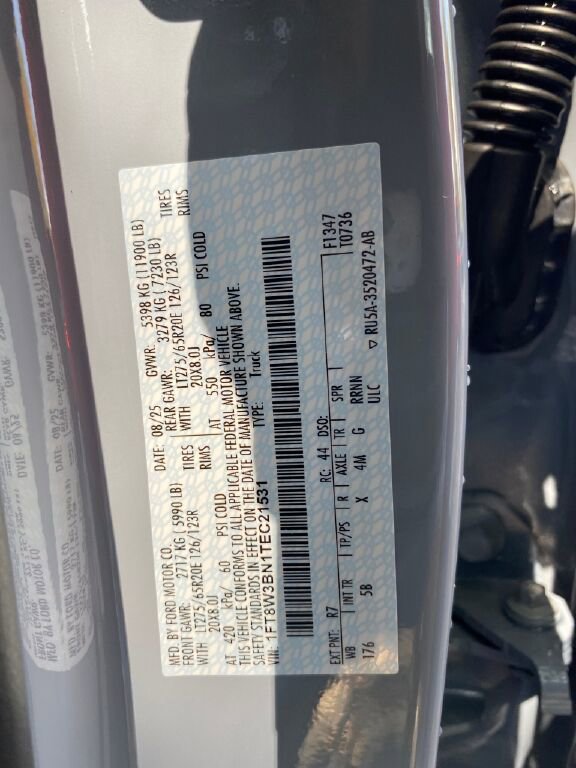 MFD. BY FORD MOTOR CO.
DATE: 08/25 GVWR: 5398 KG (11900 LB)
FRONT GAWR: 2717 KG (5990 LB) REAR GAWR: 3279 KG (7230 LB)
WITH LT275/65R20E 126/123R TIRES WITH LT275/65R20E 126/123R TIRES
20X8.0J RIMS 20X8.0J RIMS
AT 420 kPa/ 60 PSI COLD AT 550 kPa/ 80 PSI COLD
THIS VEHICLE CONFORMS TO ALL APPLICABLE FEDERAL MOTOR VEHICLE
SAFETY STANDARDS IN EFFECT ON THE DATE OF MANUFACTURE SHOWN ABOVE.
VIN: 1FT8W3BN1TEC21531 TYPE: Truck
F1347
T0736
EXT PNT: R7 RC: 44 DSO:
WB INT TR TP/PS R AXLE TR SPR
176 5B X 4M G RRMN
ULC
▽ RU5A-3520472-AB